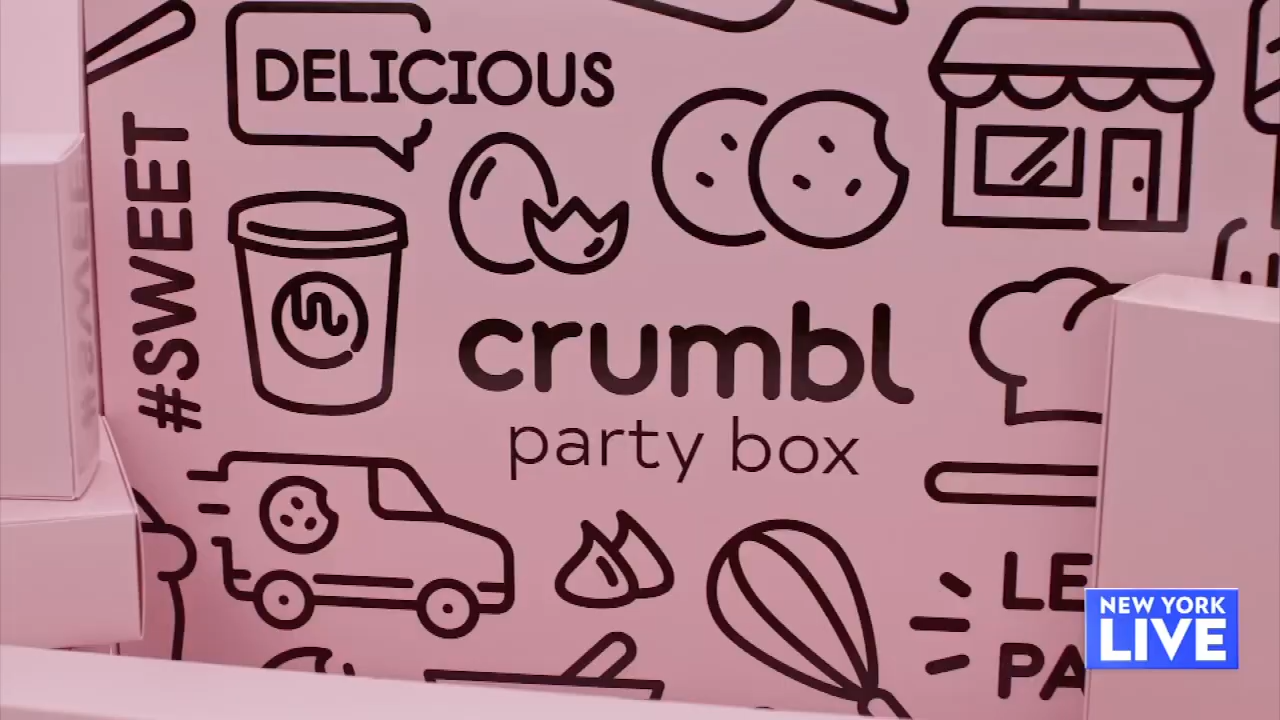 DELICIOUS
#SWEET
crumbl
party box
LE
PA
NEW YORK
LIVE